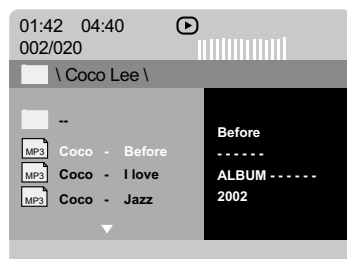 01:42 04:40
002/020
\ Coco Lee \
--
MP3 Coco - Before
MP3 Coco - I love
MP3 Coco - Jazz
Before
- - - - - -
ALBUM - - - - - -
2002